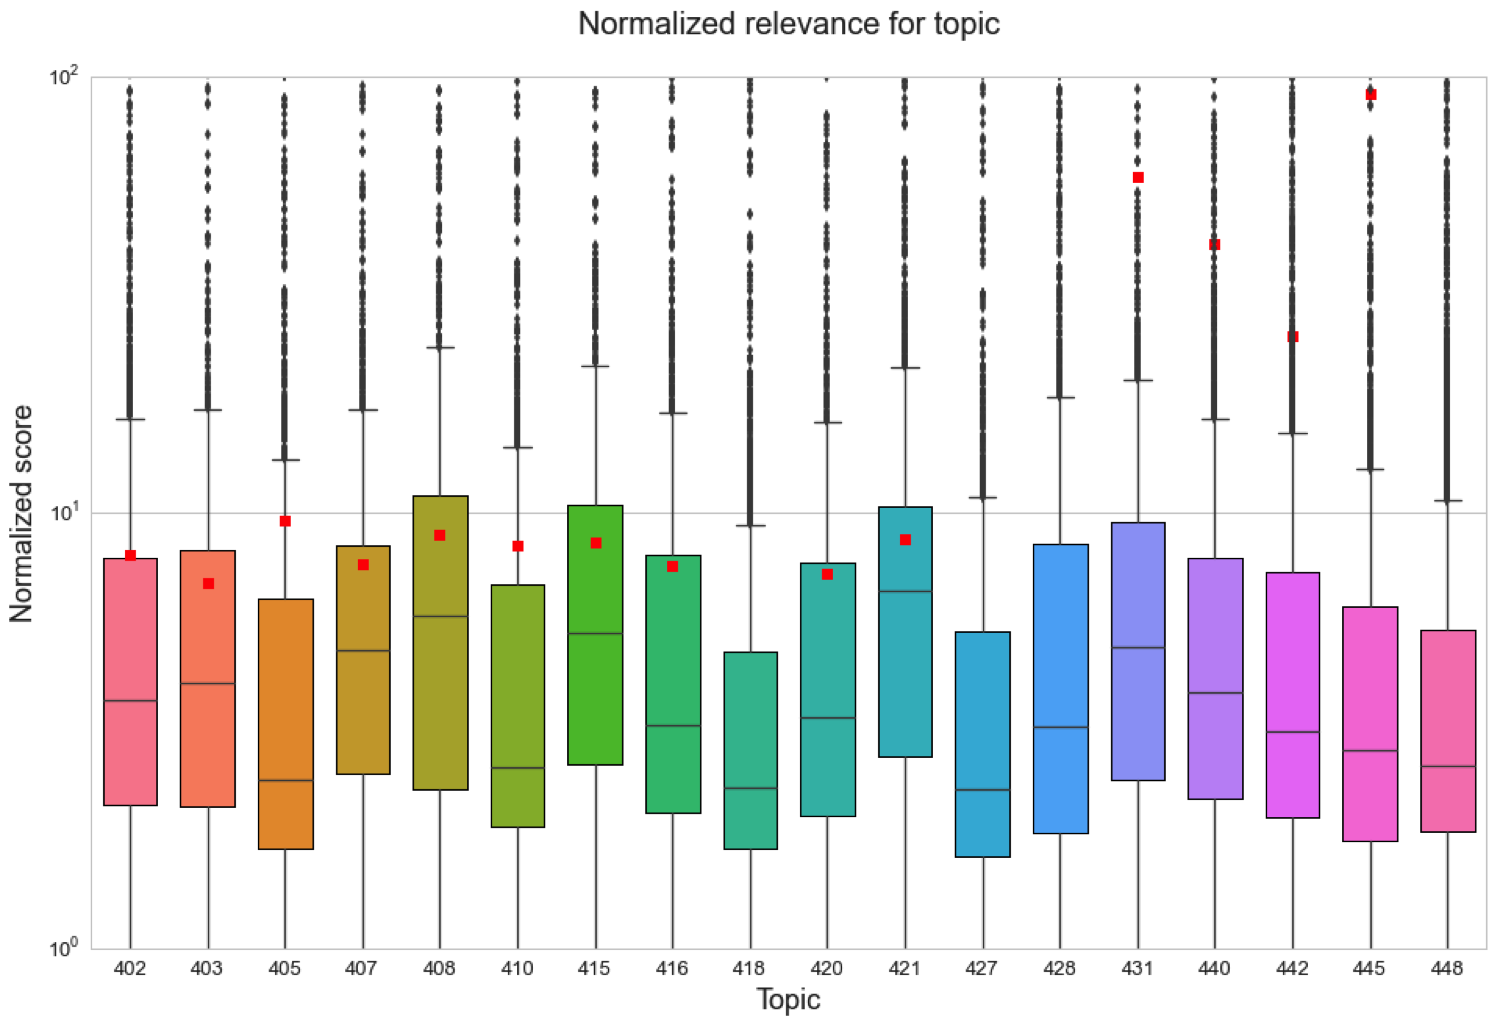 Normalized relevance for topic
10²
10¹
10⁰
Normalized score
402 403 405 407 408 410 415 416 418 420 421 427 428 431 440 442 445 448
Topic